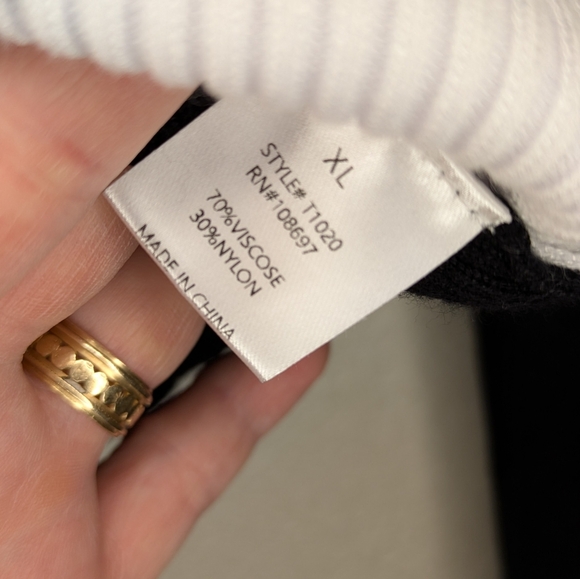 XL
STYLE# T1020
RN#108697
70%VISCOSE
30%NYLON
MADE IN CHINA